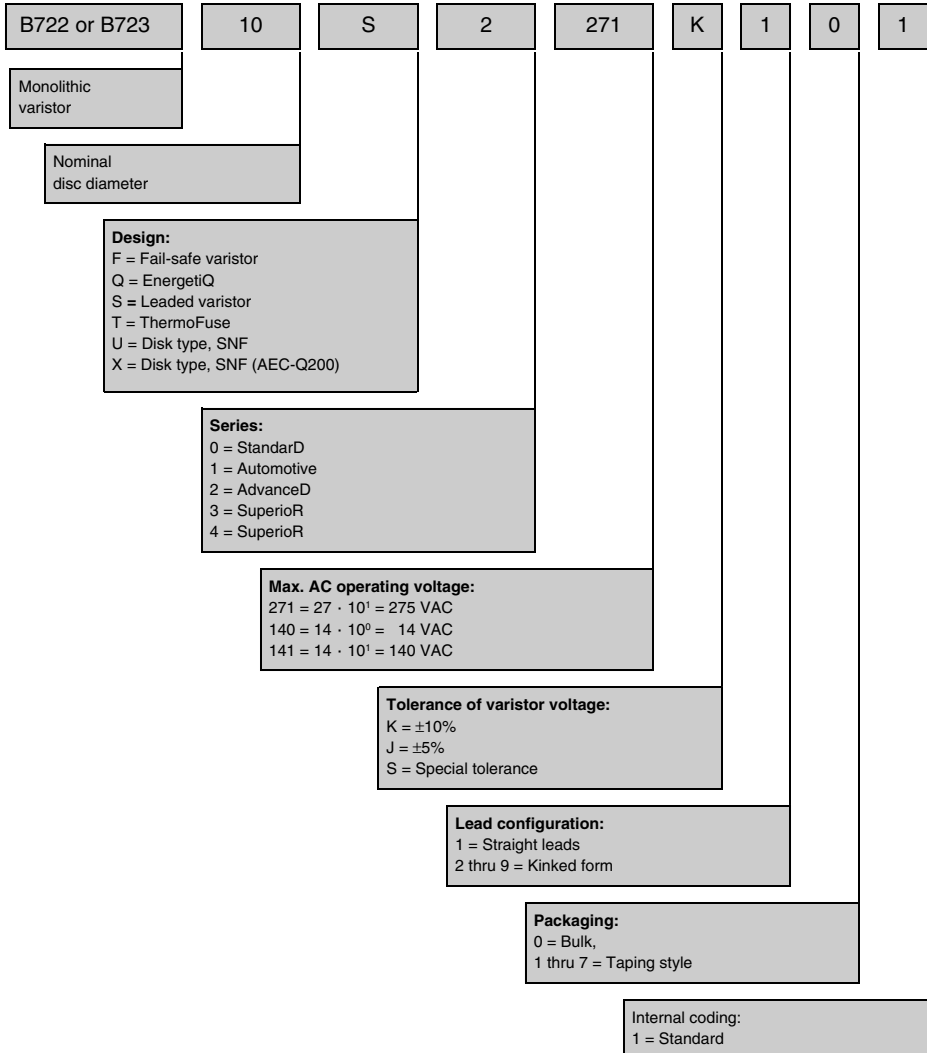 B722 or B723 10 S 2 271 K 1 0 1
Monolithic
varistor
Nominal
disc diameter
Design:
F = Fail-safe varistor
Q = EnergetiQ
S = Leaded varistor
T = ThermoFuse
U = Disk type, SNF
X = Disk type, SNF (AEC-Q200)
Series:
0 = StandarD
1 = Automotive
2 = AdvanceD
3 = SuperioR
4 = SuperioR
Max. AC operating voltage:
271 = 27 · 10¹ = 275 VAC
140 = 14 · 10⁰ = 14 VAC
141 = 14 · 10¹ = 140 VAC
Tolerance of varistor voltage:
K = ±10%
J = ±5%
S = Special tolerance
Lead configuration:
1 = Straight leads
2 thru 9 = Kinked form
Packaging:
0 = Bulk,
1 thru 7 = Taping style
Internal coding:
1 = Standard